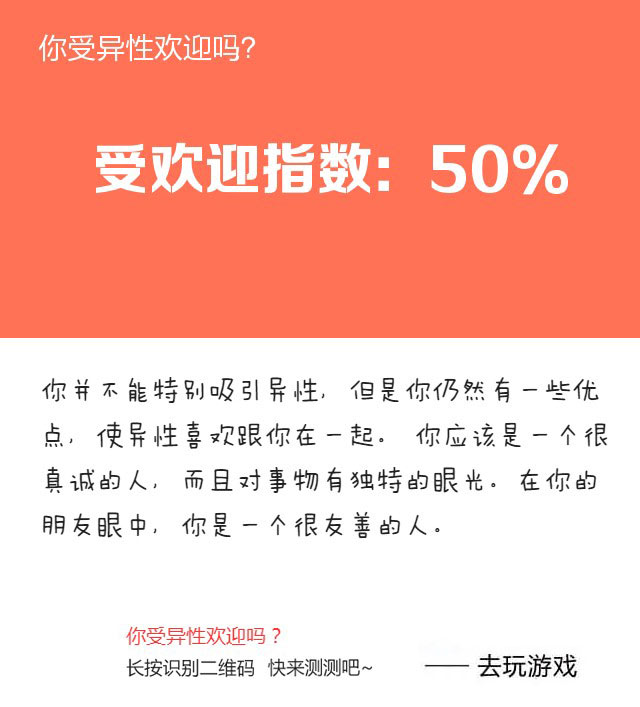 你受异性欢迎吗?
受欢迎指数: 50%
你并不能特别吸引异性, 但是你仍然有一些优
点, 使异性喜欢跟你在一起。 你应该是一个很
真诚的人, 而且对事物有独特的眼光。在你的
朋友眼中, 你是一个很友善的人。
你受异性欢迎吗?
长按识别二维码 快来测测吧~
—— 去玩游戏